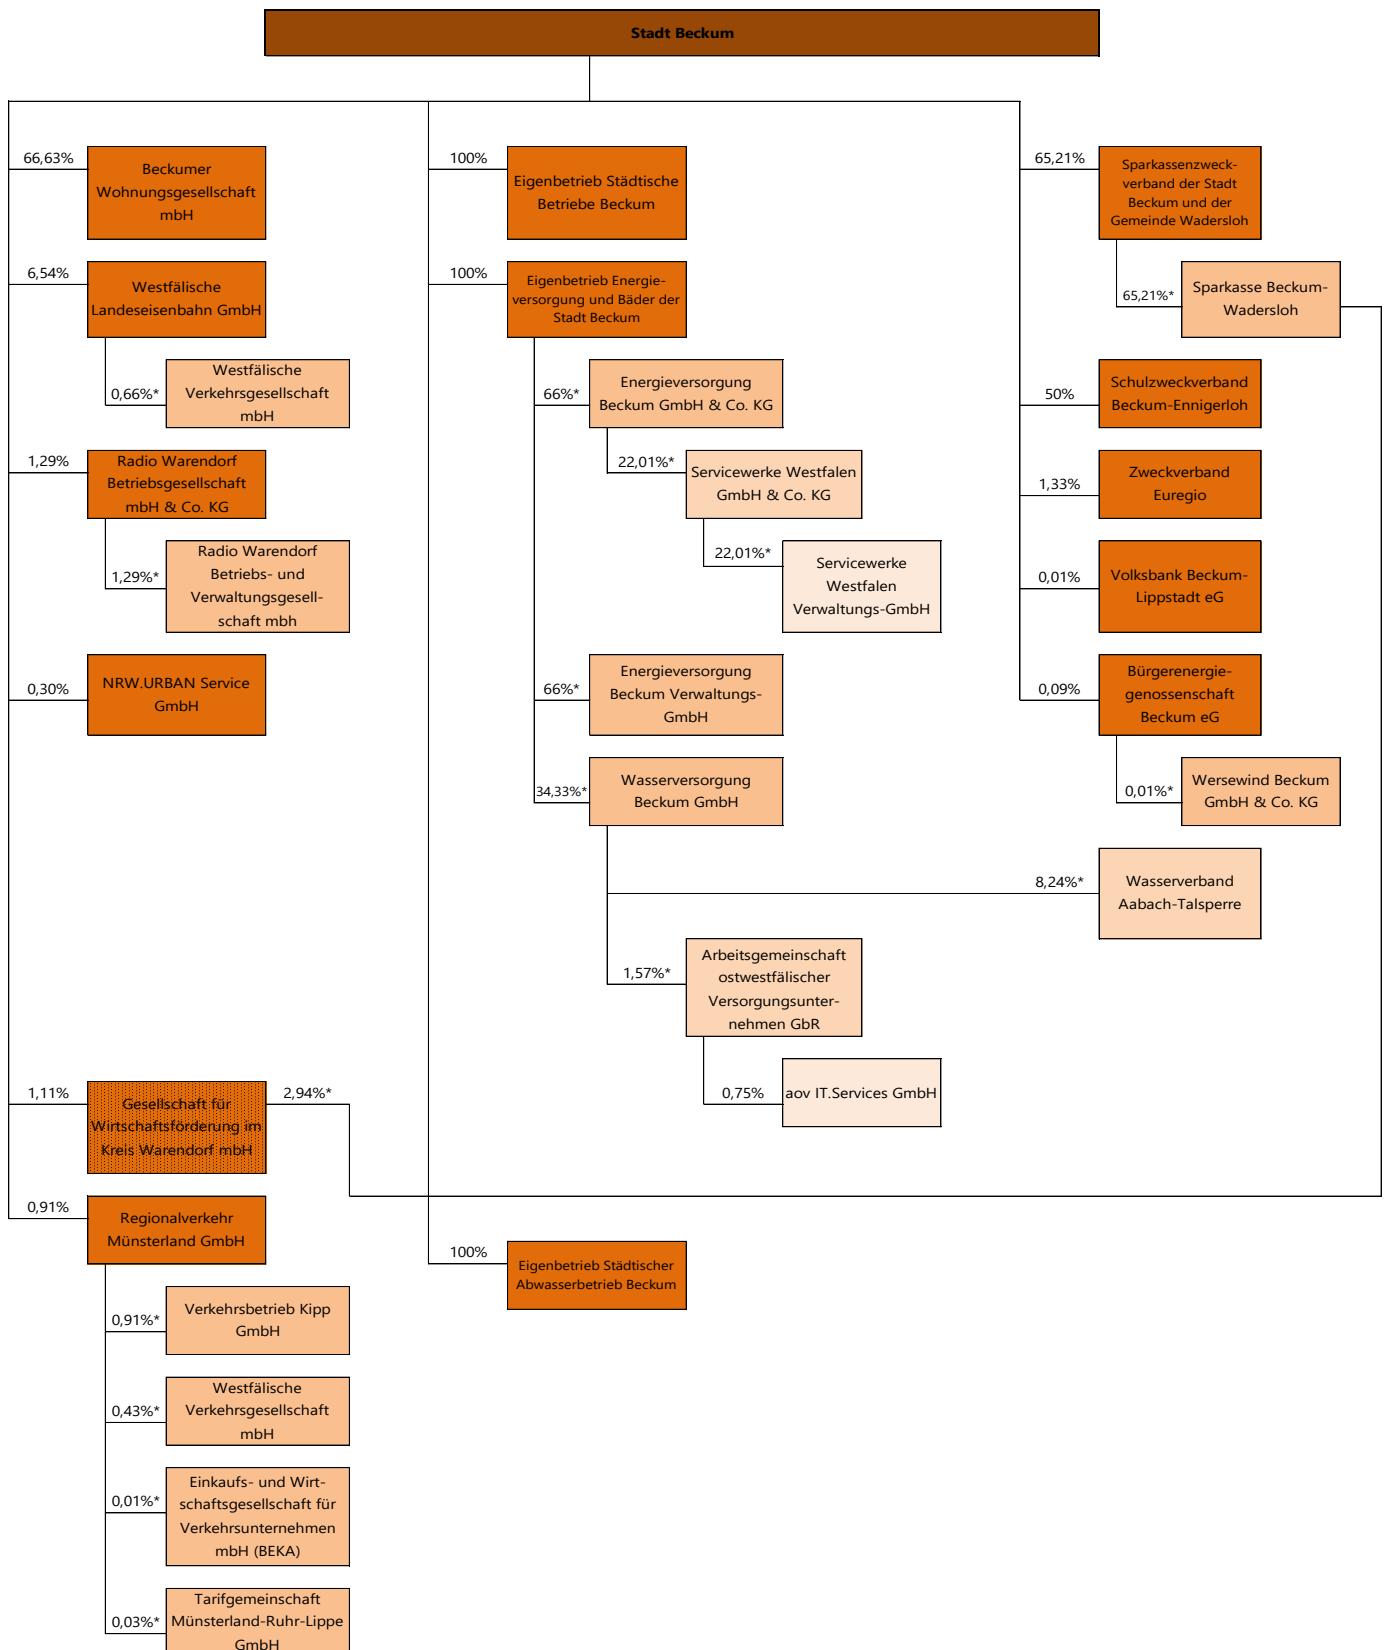 Stadt Beckum
66,63%
Beckumer
Wohnungsgesellschaft
mbH
6,54%
Westfälische
Landeseisenbahn GmbH
0,66%*
Westfälische
Verkehrsgesellschaft
mbH
1,29%
Radio Warendorf
Betriebsgesellschaft
mbH & Co. KG
1,29%*
Radio Warendorf
Betriebs- und
Verwaltungsgesell-
schaft mbh
0,30%
NRW.URBAN Service
GmbH
1,11%
Gesellschaft für
Wirtschaftsförderung im
Kreis Warendorf mbH
2,94%*
0,91%
Regionalverkehr
Münsterland GmbH
0,91%*
Verkehrsbetrieb Kipp
GmbH
0,43%*
Westfälische
Verkehrsgesellschaft
mbH
0,01%*
Einkaufs- und Wirt-
schaftsgesellschaft für
Verkehrsunternehmen
mbH (BEKA)
0,03%*
Tarifgemeinschaft
Münsterland-Ruhr-Lippe
GmbH
100%
Eigenbetrieb Städtische
Betriebe Beckum
100%
Eigenbetrieb Energie-
versorgung und Bäder der
Stadt Beckum
66%*
Energieversorgung
Beckum GmbH & Co. KG
22,01%*
Servicewerke Westfalen
GmbH & Co. KG
22,01%*
Servicewerke
Westfalen
Verwaltungs-GmbH
66%*
Energieversorgung
Beckum Verwaltungs-
GmbH
34,33%*
Wasserversorgung
Beckum GmbH
8,24%*
Wasserverband
Aabach-Talsperre
1,57%*
Arbeitsgemeinschaft
ostwestfälischer
Versorgungsunter-
nehmen GbR
0,75%
aov IT.Services GmbH
100%
Eigenbetrieb Städtischer
Abwasserbetrieb Beckum
65,21%
Sparkassenzweck-
verband der Stadt
Beckum und der
Gemeinde Wadersloh
65,21%*
Sparkasse Beckum-
Wadersloh
50%
Schulzweckverband
Beckum-Ennigerloh
1,33%
Zweckverband
Euregio
0,01%
Volksbank Beckum-
Lippstadt eG
0,09%
Bürgerenergie-
genossenschaft
Beckum eG
0,01%*
Wersewind Beckum
GmbH & Co. KG